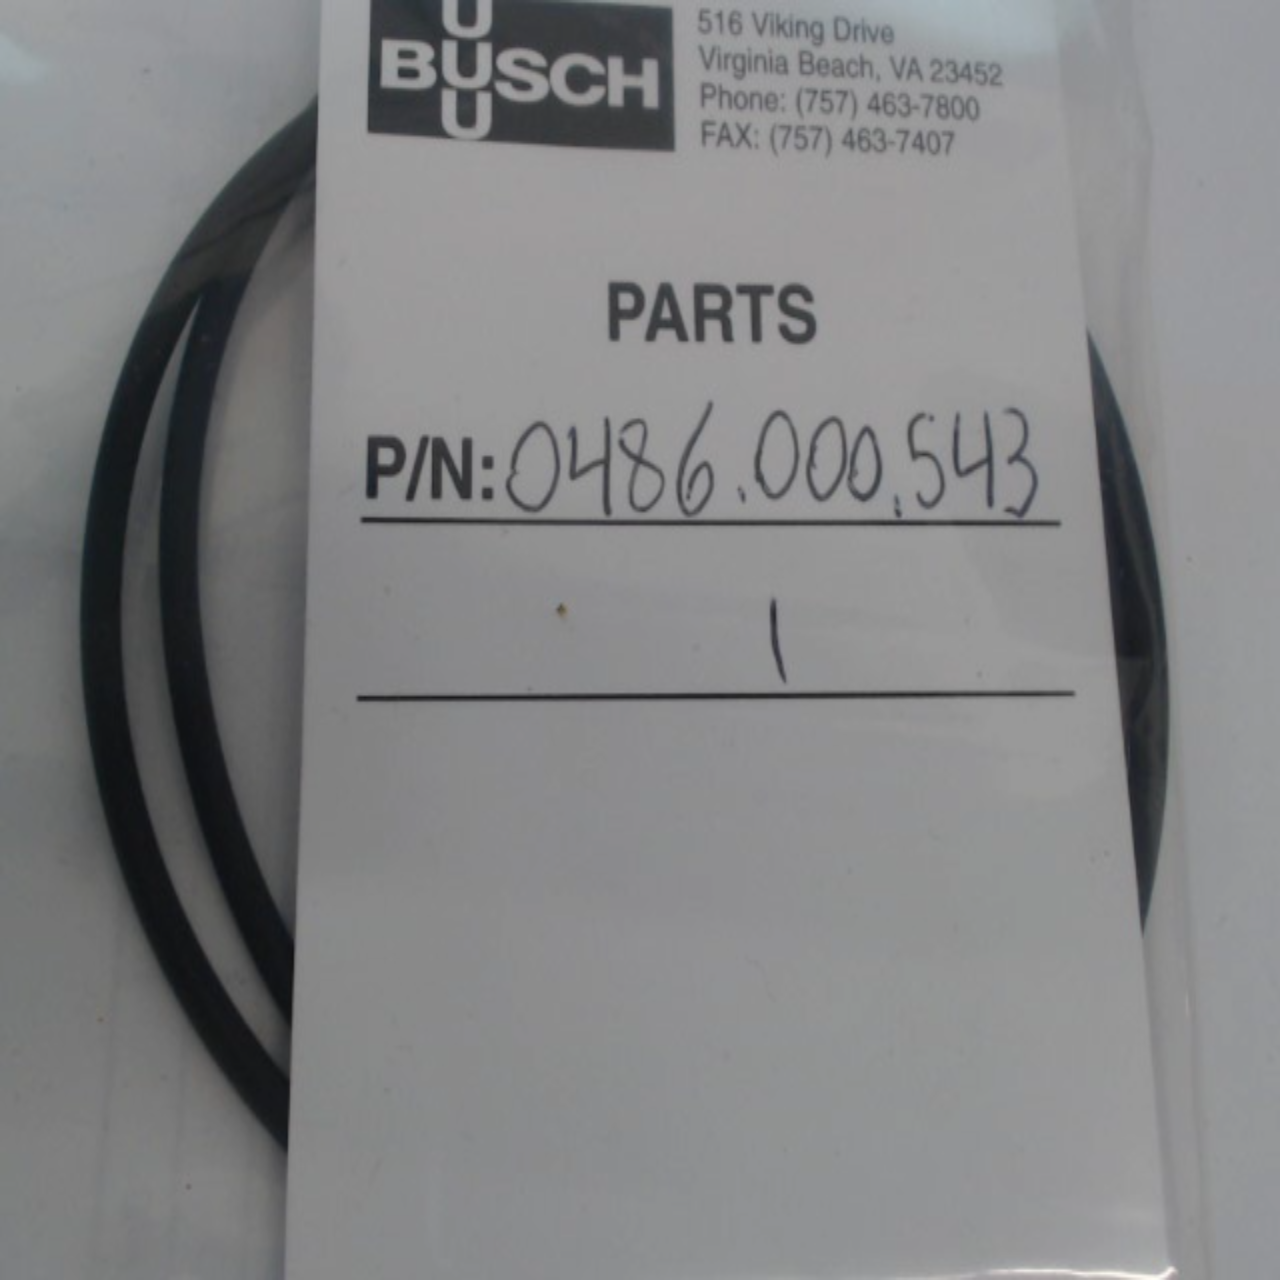 U
BUSCH
U
516 Viking Drive
Virginia Beach, VA 23452
Phone: (757) 463-7800
FAX: (757) 463-7407
PARTS
P/N: 0486.000.543
1